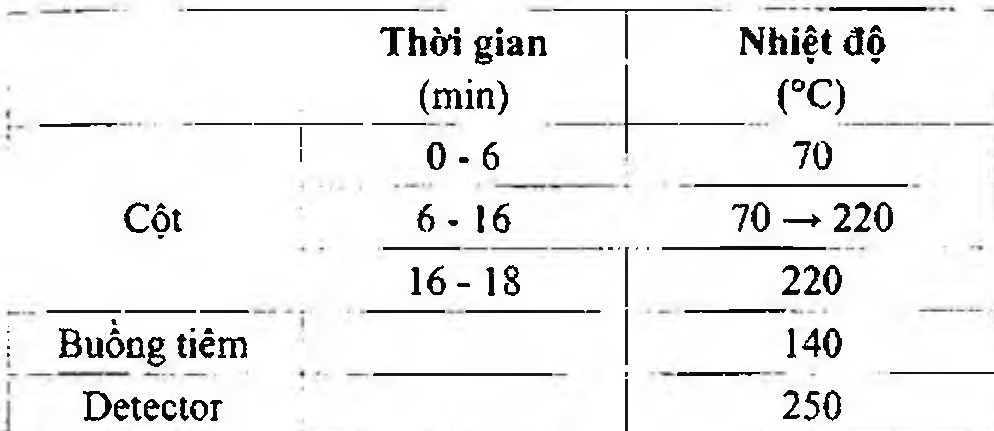 Thời gian Nhiệt độ
(min) (°C)
0 - 6 70
Cột 6 - 16 70 → 220
16 - 18 220
Buồng tiêm 140
Detector 250